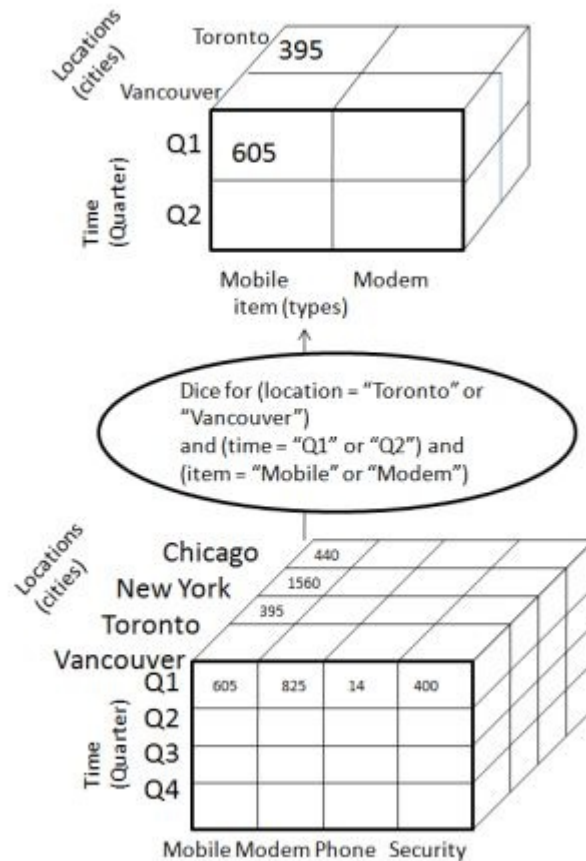 Locations
(cities)
Toronto
395
Vancouver
Q1
605
Q2
Time
(Quarter)
Mobile Modem
item (types)
Dice for (location = “Toronto” or
“Vancouver”)
and (time = “Q1” or “Q2”) and
(item = “Mobile” or “Modem”)
Locations
(cities)
Chicago 440
New York 1560
Toronto 395
Vancouver
Q1 605 825 14 400
Q2
Q3
Q4
Time
(Quarter)
Mobile Modem Phone Security